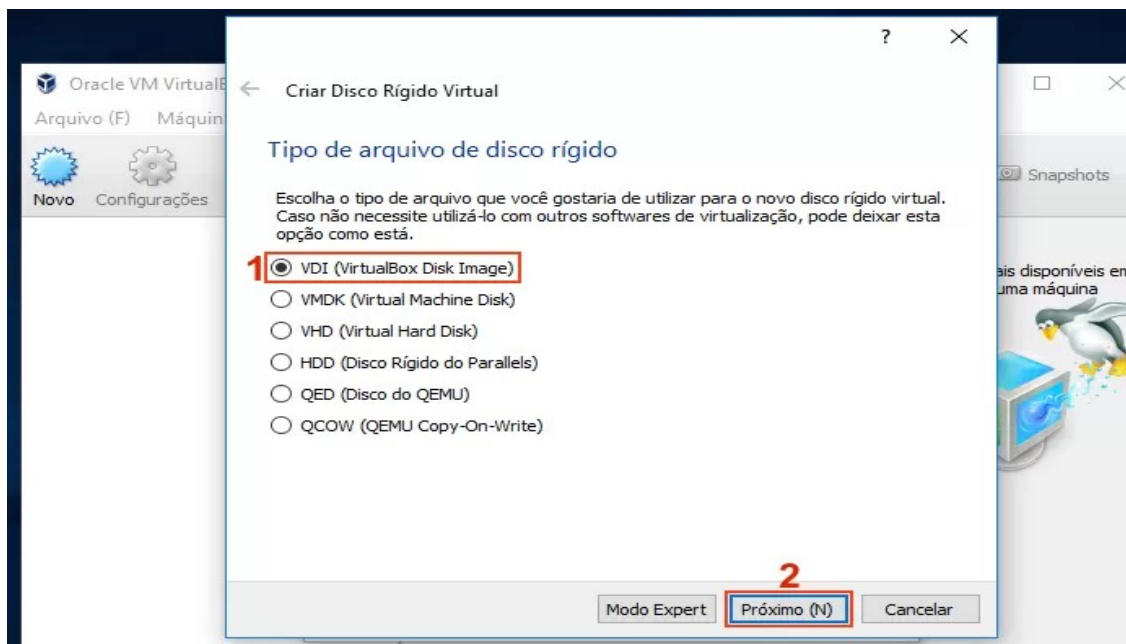 ?
Oracle VM VirtualB
Criar Disco Rígido Virtual
Arquivo (F) Máquin
Tipo de arquivo de disco rígido
Novo Configurações
Snapshots
Escolha o tipo de arquivo que você gostaria de utilizar para o novo disco rígido virtual.
Caso não necessite utilizá-lo com outros softwares de virtualização, pode deixar esta
opção como está.
1 VDI (VirtualBox Disk Image)
ais disponíveis em
uma máquina
VMDK (Virtual Machine Disk)
VHD (Virtual Hard Disk)
HDD (Disco Rígido do Parallels)
QED (Disco do QEMU)
QCOW (QEMU Copy-On-Write)
2
Modo Expert Próximo (N) Cancelar